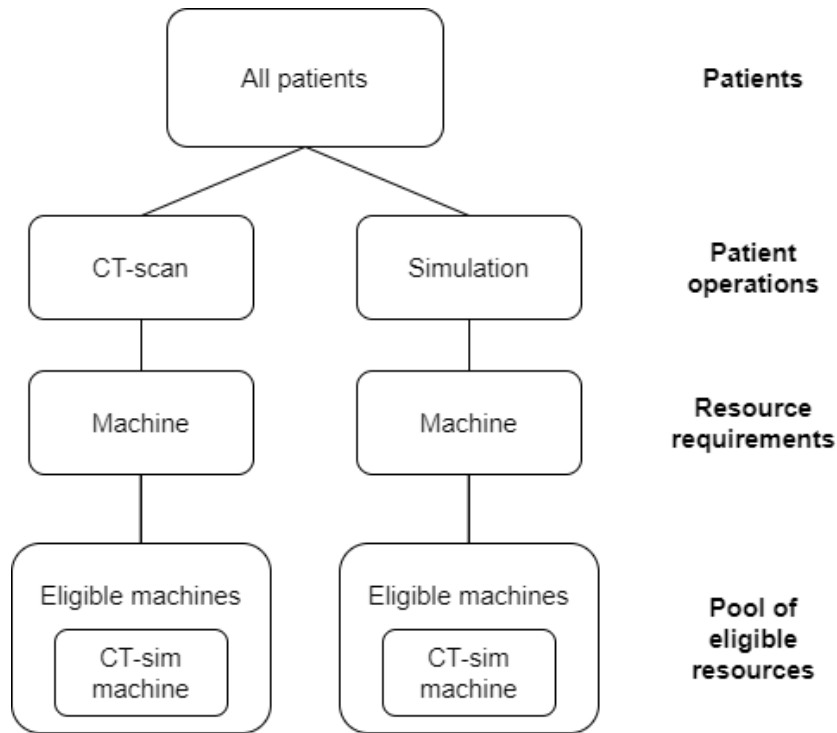 All patients
Patients
CT-scan
Simulation
Patient
operations
Machine
Machine
Resource
requirements
Eligible machines
CT-sim
machine
Eligible machines
CT-sim
machine
Pool of
eligible
resources